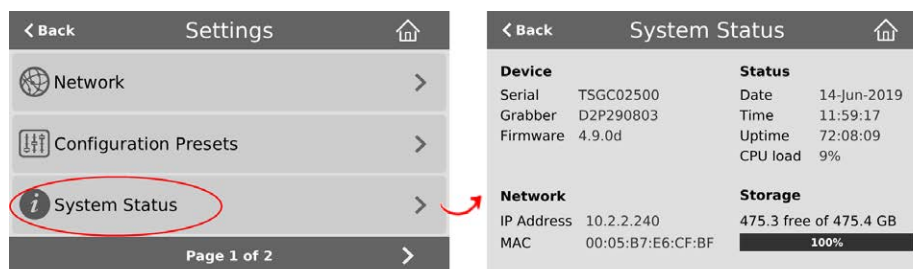 Back Settings
Network
Configuration Presets
System Status
Page 1 of 2
Back System Status
Device
Serial TSGC02500
Grabber D2P290803
Firmware 4.9.0d
Status
Date 14-Jun-2019
Time 11:59:17
Uptime 72:08:09
CPU load 9%
Network
IP Address 10.2.2.240
MAC 00:05:B7:E6:CF:BF
Storage
475.3 free of 475.4 GB
100%